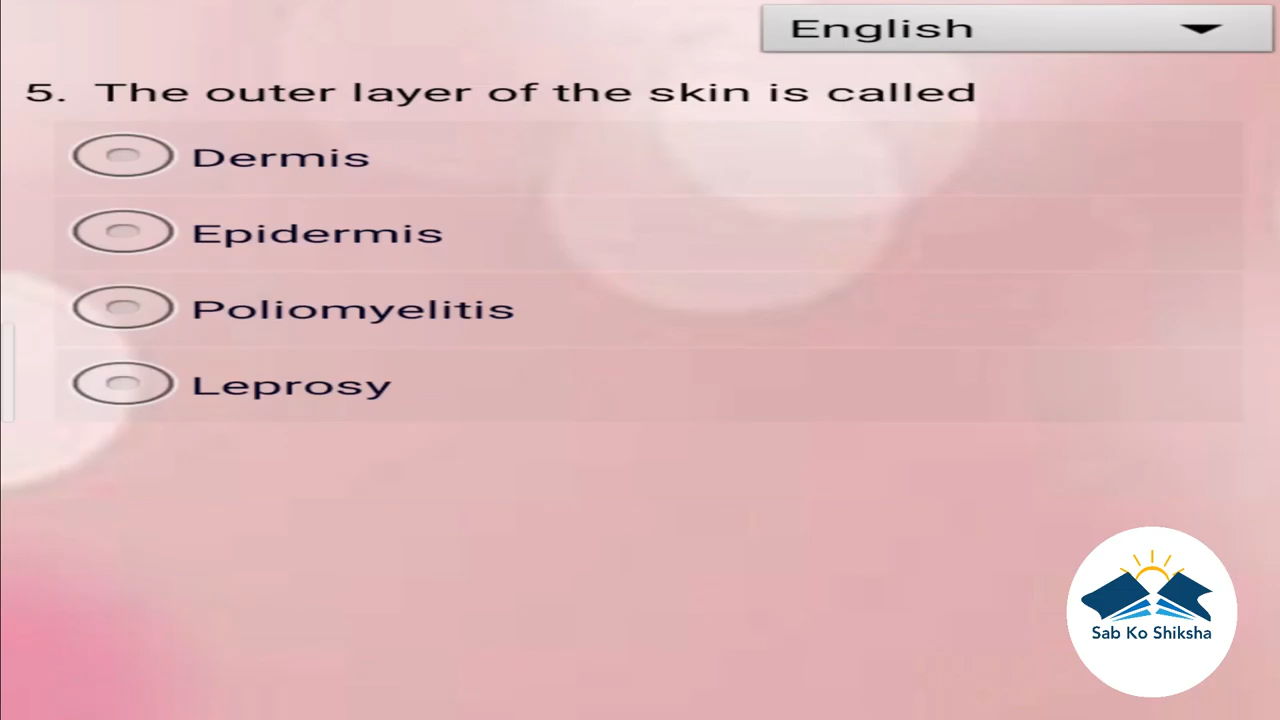 English
5. The outer layer of the skin is called
Dermis
Epidermis
Poliomyelitis
Leprosy
Sab Ko Shiksha